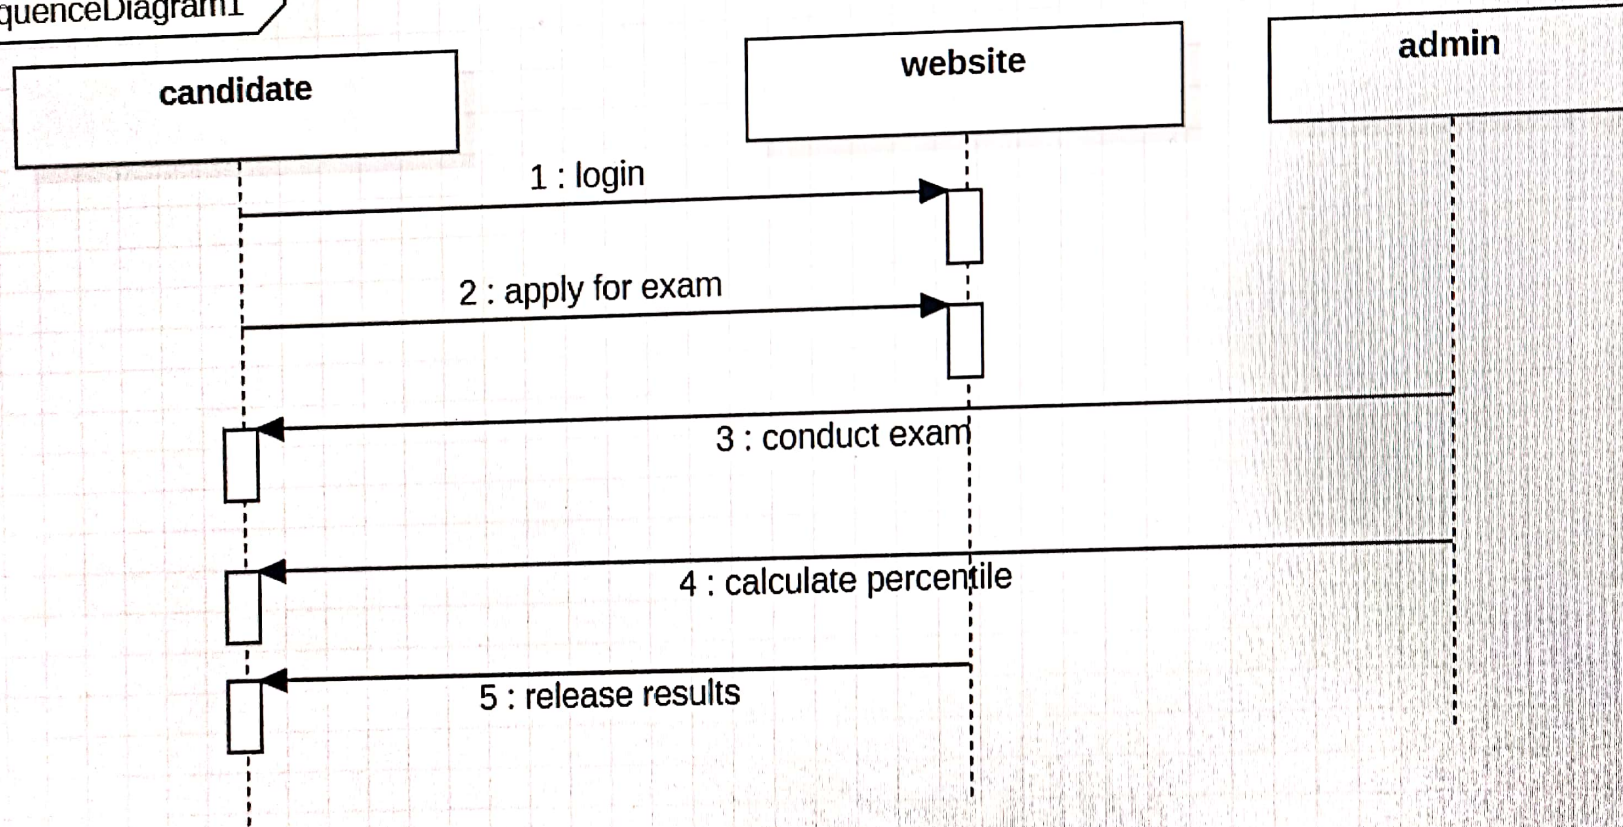 quenceDiagram1
candidate
website
admin
1 : login
2 : apply for exam
3 : conduct exam
4 : calculate percentile
5 : release results